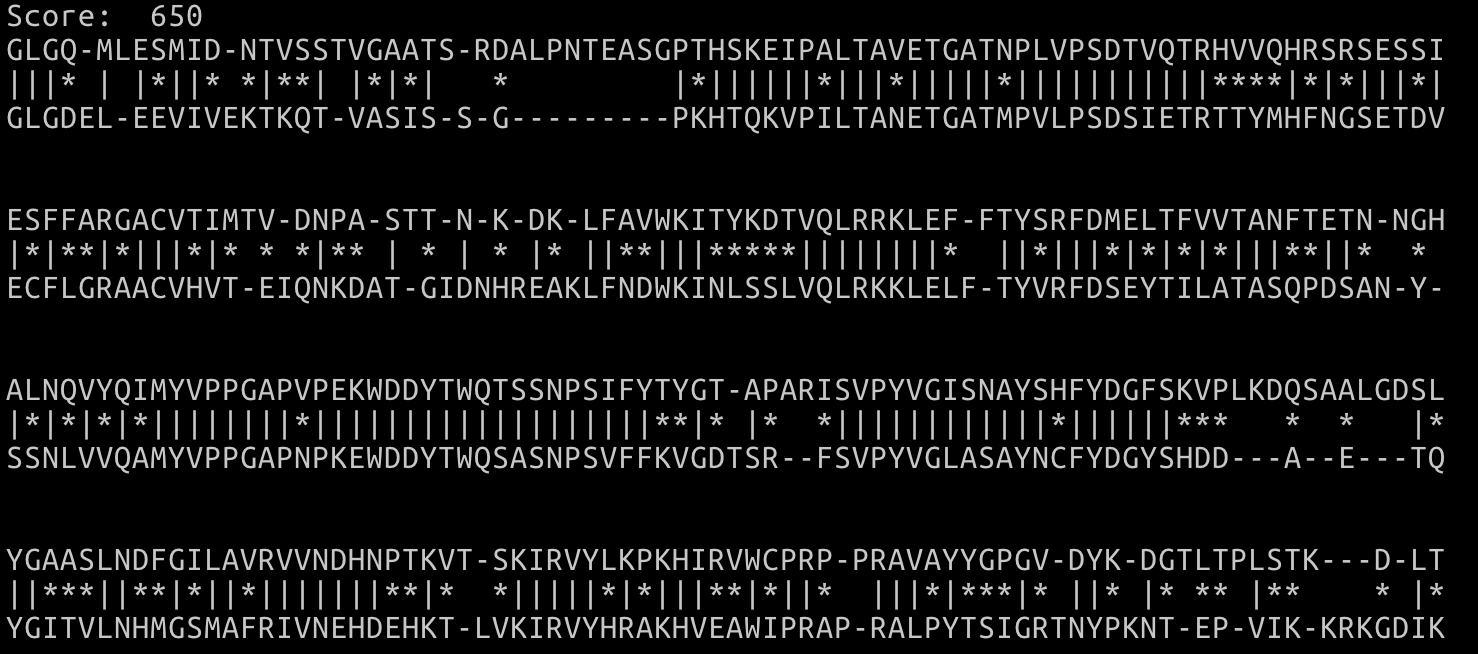 Score:  650
GLGQ-MLESMID-NTVSSTVGAATS-RDALPNTEASGPTHSKEIPALTAVETGATNPLVPSDTVQTRHVVQHRSRSESSI
|||* | |*||* *|**| |*|*|   *         |*||||||*|||*|||||*|||||||||||****|*|*|||*|
GLGDEL-EEVIVEKTKQT-VASIS-S-G---------PKHTQKVPILTANETGATMPVLPSDSIETRTTYMHFNGSETDV
ESFFARGACVTIMTV-DNPA-STT-N-K-DK-LFAVWKITYKDTVQLRRKLEF-FTYSRFDMELTFVVTANFTETN-NGH
|*|**|*|||*|* * *|** | * | * |* ||**|||*****||||||||*  ||*|||*|*|*|*|||**||*  *
ECFLGRAACVHVT-EIQNKDAT-GIDNHREAKLFNDWKINLSSLVQLRKKLELF-TYVRFDSEYTILATASQPDSAN-Y-
ALNQVYQIMYVPPGAPVPEKWDDYTWQTSSNPSIFYTYGT-APARISVPYVGISNAYSHFYDGFSKVPLKDQSAALGDSL
|*|*|*|*||||||||*|||||||||||||||||||**|* |*  *||||||||||||*||||||***   *  *   |*
SSNLVVQAMYVPPGAPNPKEWDDYTWQSASNPSVFFKVGDTSR--FSVPYVGLASAYNCFYDGYSHDD---A--E---TQ
YGAASLNDFGILAVRVVNDHNPTKVT-SKIRVYLKPKHIRVWCPRP-PRAVAYYGPGV-DYK-DGTLTPLSTK---D-LT
||***||**|*||*|||||||**|*  *|||||*|*|||**|*||*  |||*|***|* ||* |* ** |**    * |*
YGITVLNHMGSMAFRIVNEHDEHKT-LVKIRVYHRAKHVEAWIPRAP-RALPYTSIGRTNYPKNT-EP-VIK-KRKGDIK